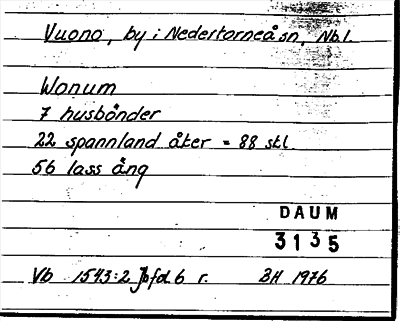 Vuono, by i Nedertorneå sn, Nbl.
Wonum
7 husbönder
22 spannland åker = 88 skl
56 lass äng
DAUM
3135
Vb 1543:2 Jbfol 6 r. BH 1976